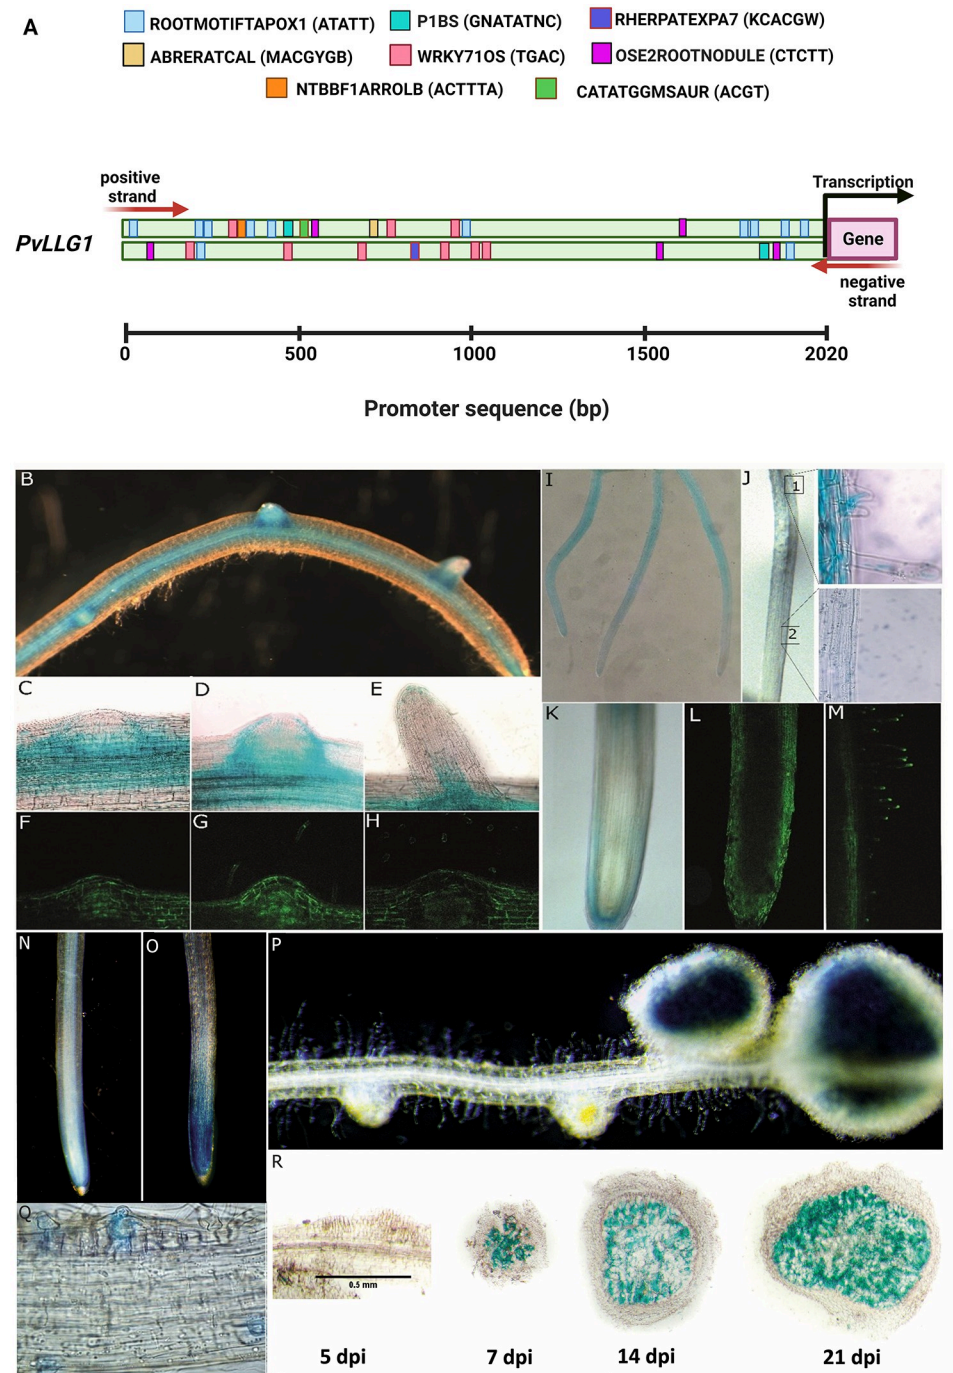 A
ROOTMOTIFTAPOX1 (ATATT) P1BS (GNATATNC) RHERPATEXPA7 (KCACGW)
ABRERATCAL (MACGYGB) WRKY71OS (TGAC) OSE2ROOTNODULE (CTCTT)
NTBBF1ARROLB (ACTTTA) CATATGGMSAUR (ACGT)
positive
strand
Transcription
PvLLG1
Gene
negative
strand
0 500 1000 1500 2020
Promoter sequence (bp)
B
I
J
1
2
C
D
E
F
G
H
K
L
M
N
O
P
Q
R
0.5 mm
5 dpi 7 dpi 14 dpi 21 dpi